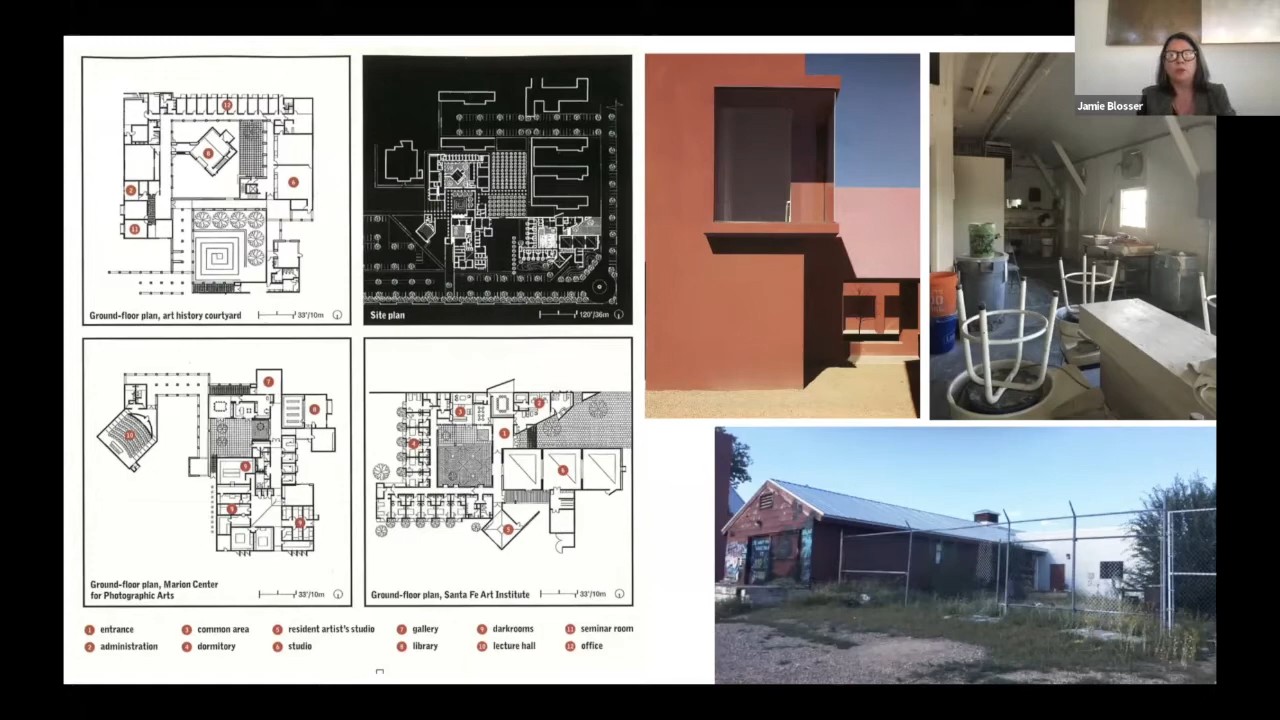 Jamie Blosser
Ground-floor plan, art history courtyard
33'/10m
Site plan
120'/36m
Ground-floor plan, Marion Center
for Photographic Arts
33'/10m
Ground-floor plan, Santa Fe Art Institute
33'/10m
1 entrance
3 common area
5 resident artist's studio
7 gallery
9 darkrooms
11 seminar room
2 administration
4 dormitory
6 studio
8 library
10 lecture hall
12 office